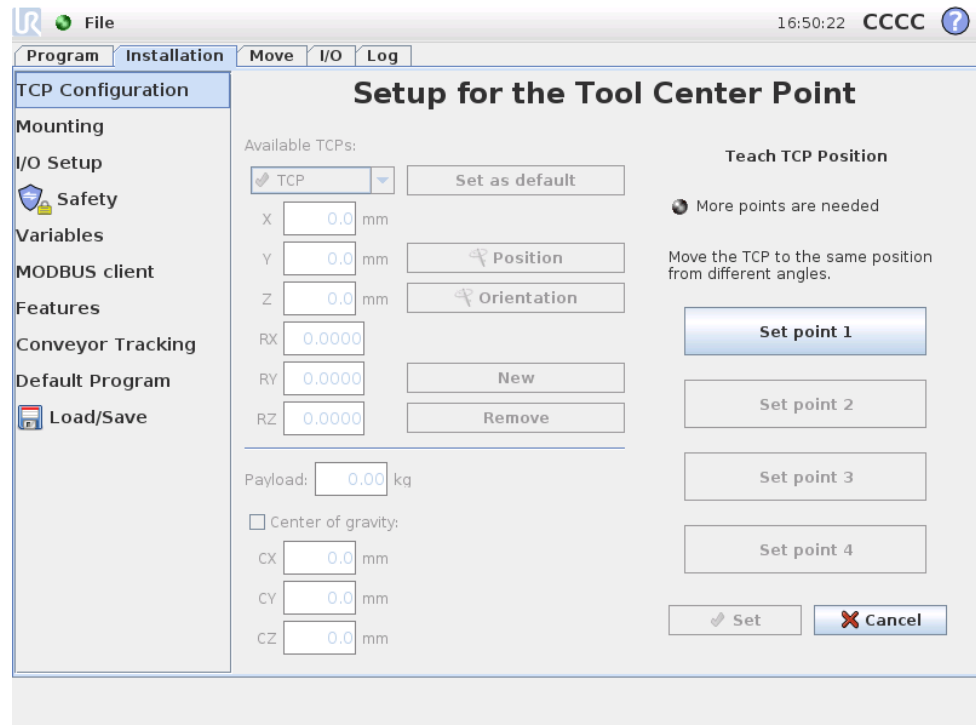 UR File 16:50:22 CCCC ?
Program Installation Move I/O Log
TCP Configuration
Mounting
I/O Setup
Safety
Variables
MODBUS client
Features
Conveyor Tracking
Default Program
Load/Save
Setup for the Tool Center Point
Available TCPs:
TCP Set as default
X 0.0 mm
Y 0.0 mm Position
Z 0.0 mm Orientation
RX 0.0000
RY 0.0000 New
RZ 0.0000 Remove
Payload: 0.00 kg
Center of gravity:
CX 0.0 mm
CY 0.0 mm
CZ 0.0 mm
Teach TCP Position
More points are needed
Move the TCP to the same position
from different angles.
Set point 1
Set point 2
Set point 3
Set point 4
Set Cancel